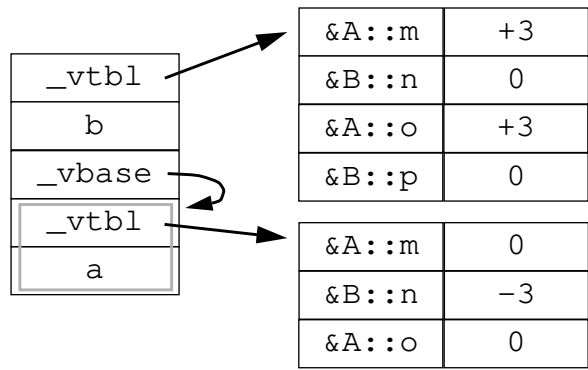 _vtbl
b
_vbase
_vtbl
a
&A::m +3
&B::n 0
&A::o +3
&B::p 0
&A::m 0
&B::n −3
&A::o 0